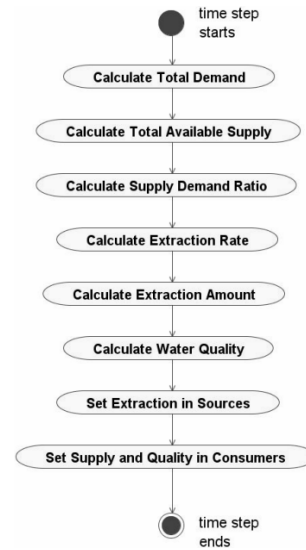 time step
starts
Calculate Total Demand
Calculate Total Available Supply
Calculate Supply Demand Ratio
Calculate Extraction Rate
Calculate Extraction Amount
Calculate Water Quality
Set Extraction in Sources
Set Supply and Quality in Consumers
time step
ends